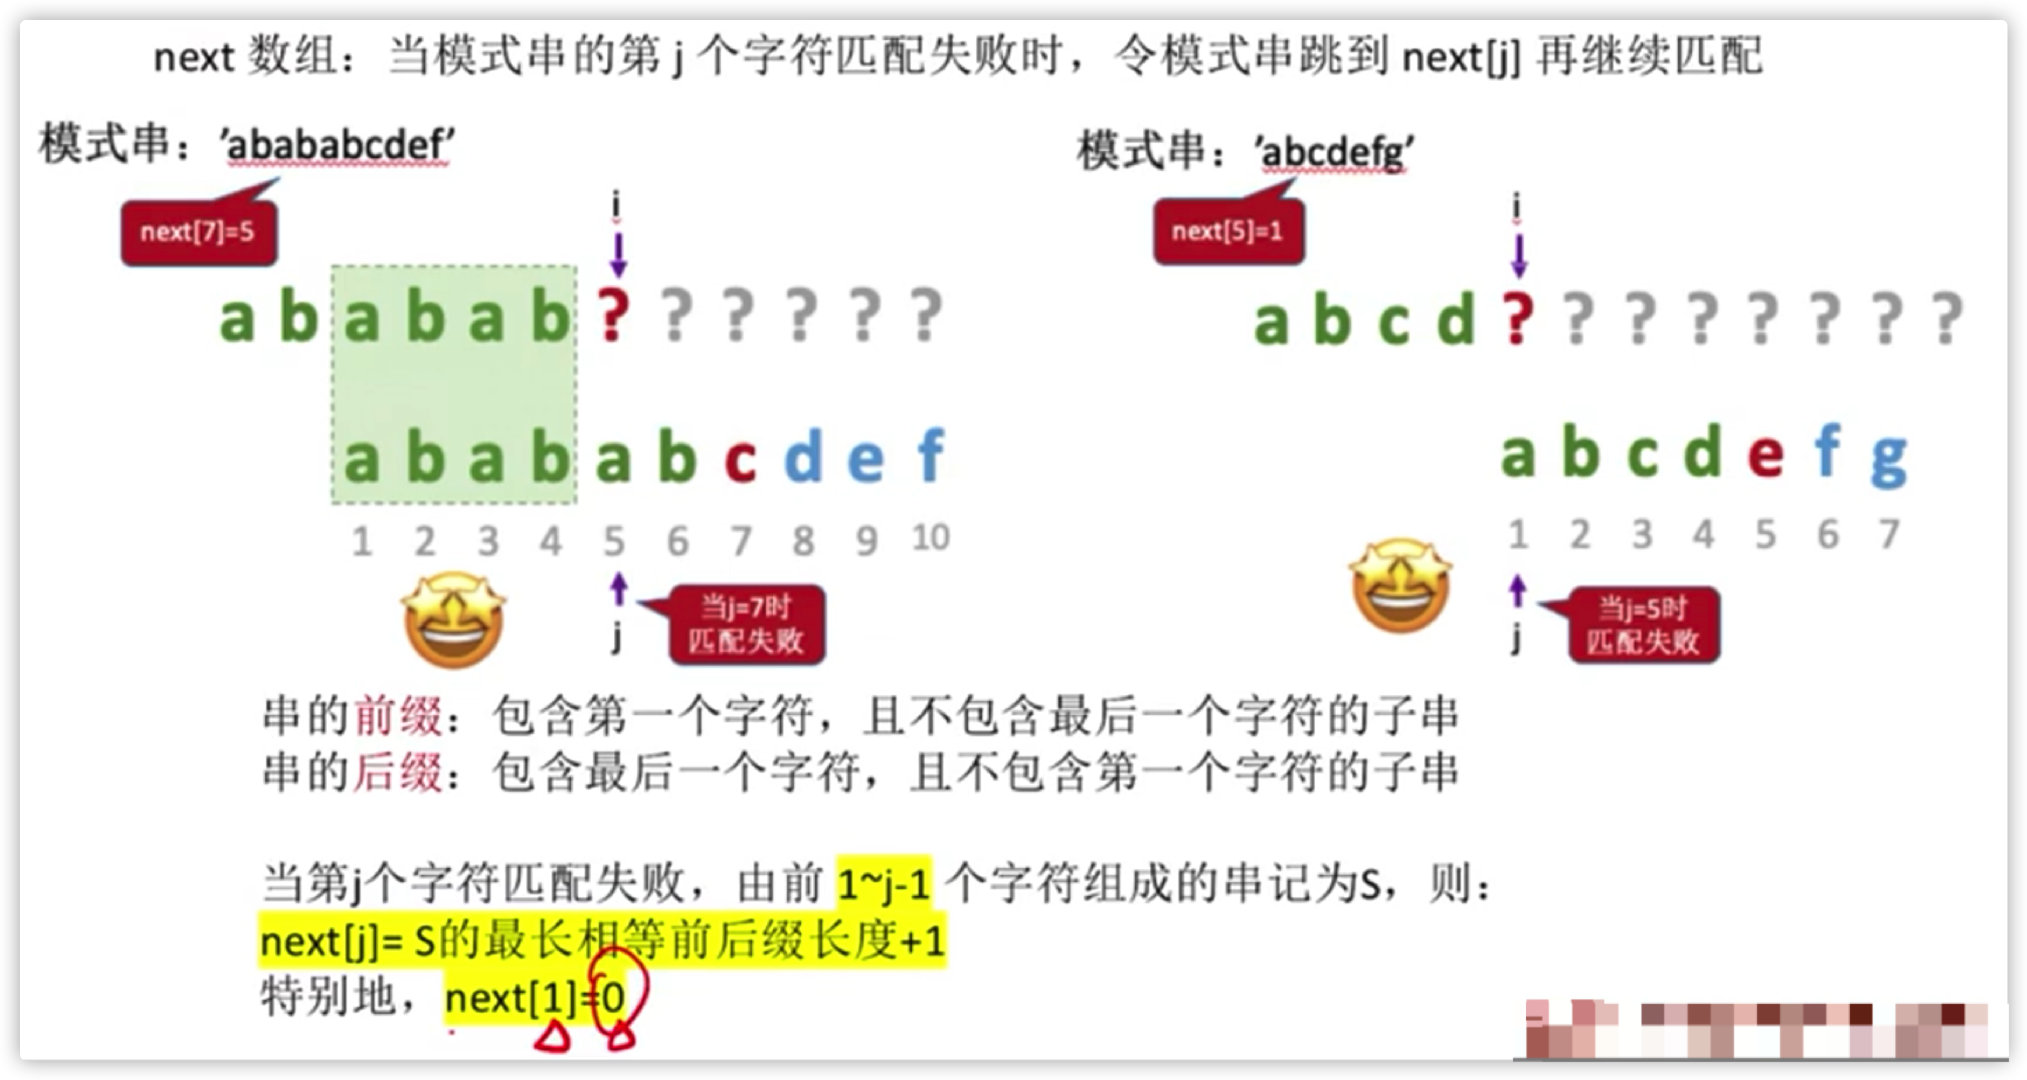 next 数组：当模式串的第 j 个字符匹配失败时，令模式串跳到 next[j] 再继续匹配
模式串：'abababcdef'
next[7]=5
i
a b a b a b ? ? ? ? ? ?
a b a b a b c d e f
1 2 3 4 5 6 7 8 9 10
j
当j=7时
匹配失败
模式串：'abcdefg'
next[5]=1
i
a b c d ? ? ? ? ? ? ? ?
a b c d e f g
1 2 3 4 5 6 7
j
当j=5时
匹配失败
串的前缀：包含第一个字符，且不包含最后一个字符的子串
串的后缀：包含最后一个字符，且不包含第一个字符的子串
当第j个字符匹配失败，由前 1~j-1 个字符组成的串记为S，则：
next[j]= S的最长相等前后缀长度+1
特别地，next[1]=0